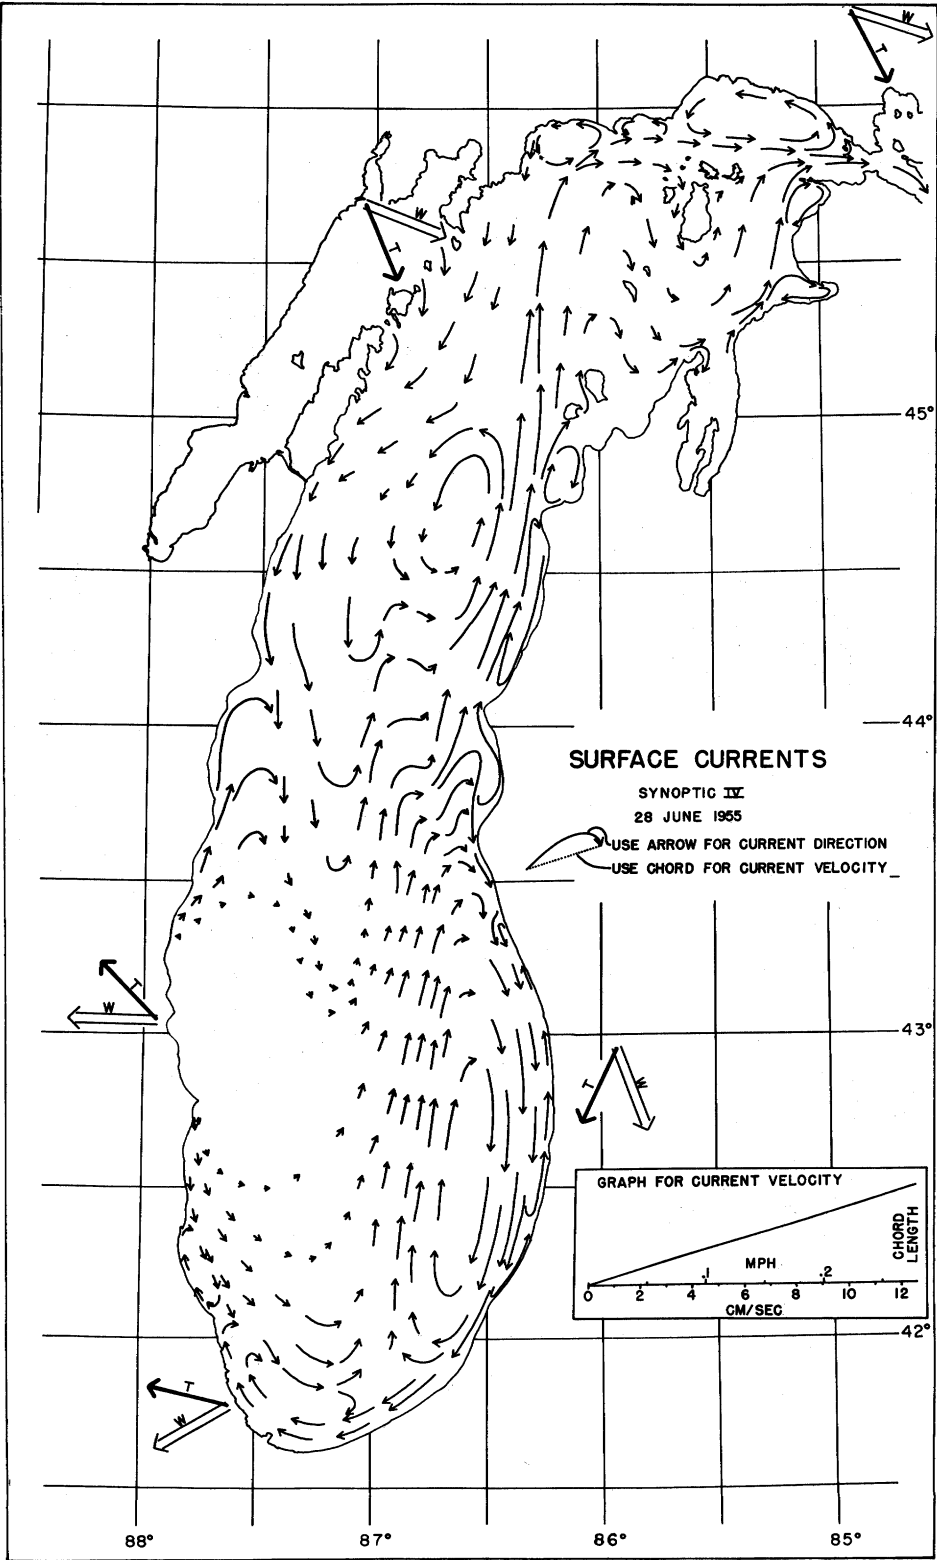 W
T
W
T
45°
44°
SURFACE CURRENTS
SYNOPTIC IV
28 JUNE 1955
USE ARROW FOR CURRENT DIRECTION
USE CHORD FOR CURRENT VELOCITY
T
W
43°
T
W
GRAPH FOR CURRENT VELOCITY
CHORD LENGTH
MPH
.1 .2
0 2 4 6 8 10 12
CM/SEC
42°
T
W
88° 87° 86° 85°